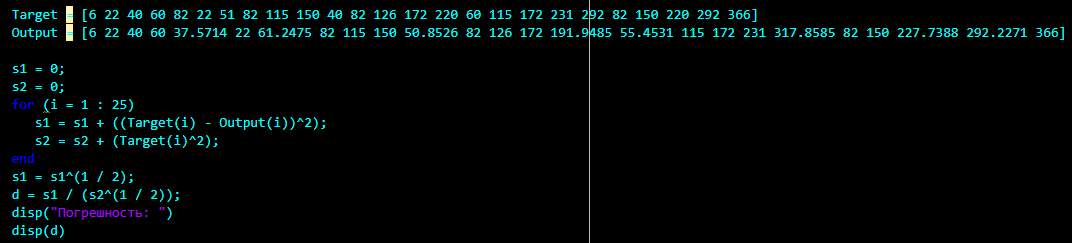 Target = [6 22 40 60 82 22 51 82 115 150 40 82 126 172 220 60 115 172 231 292 82 150 220 292 366]
Output = [6 22 40 60 37.5714 22 61.2475 82 115 150 50.8526 82 126 172 191.9485 55.4531 115 172 231 317.8585 82 150 227.7388 292.2271 366]
s1 = 0;
s2 = 0;
for (i = 1 : 25)
s1 = s1 + ((Target(i) - Output(i))^2);
s2 = s2 + (Target(i)^2);
end
s1 = s1^(1 / 2);
d = s1 / (s2^(1 / 2));
disp("Погрешность: ")
disp(d)